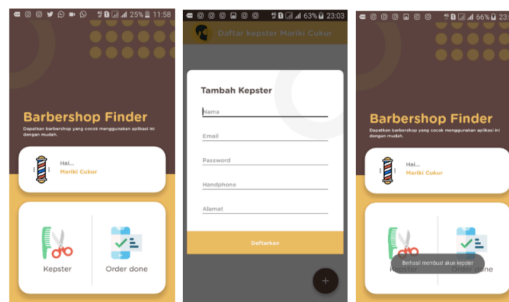 25% 11:58
Barbershop Finder
Dapatkan barbershop yang cocok menggunakan aplikasi ini
dengan mudah.
Hai...
Mariki Cukur
Kepster
Order done
63% 23:03
Daftar kepster Mariki Cukur
Tambah Kepster
Nama
Email
Password
Handphone
Alamat
Daftarkan
+
66%
Barbershop Finder
Dapatkan barbershop yang cocok menggunakan aplikasi ini
dengan mudah.
Hai...
Mariki Cukur
Berhasil membuat akun kepster